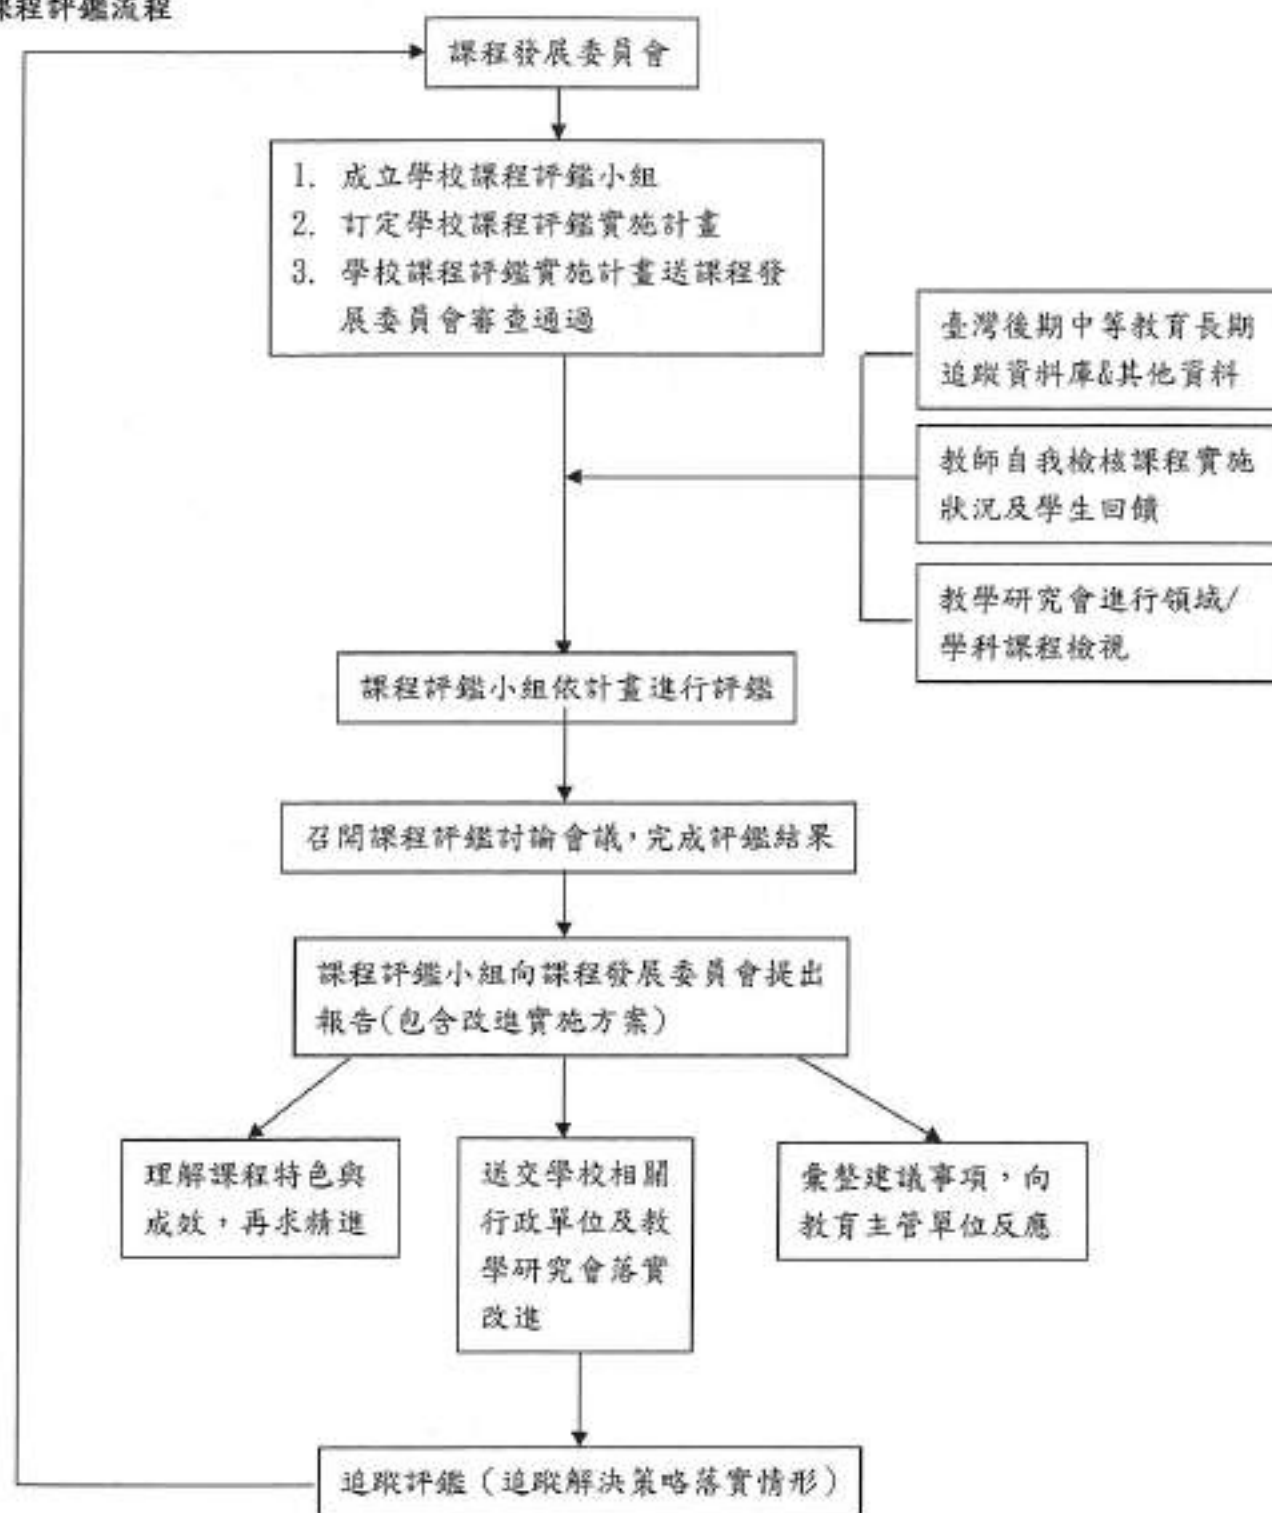 課程評鑑流程
課程發展委員會
1. 成立學校課程評鑑小組
2. 訂定學校課程評鑑實施計畫
3. 學校課程評鑑實施計畫送課程發
展委員會審查通過
臺灣後期中等教育長期
追蹤資料庫&其他資料
教師自我檢核課程實施
狀況及學生回饋
教學研究會進行領域/
學科課程檢視
課程評鑑小組依計畫進行評鑑
召開課程評鑑討論會議,完成評鑑結果
課程評鑑小組向課程發展委員會提出
報告(包含改進實施方案)
理解課程特色與
成效,再求精進
送交學校相關
行政單位及教
學研究會落實
改進
彙整建議事項,向
教育主管單位反應
追蹤評鑑(追蹤解決策略落實情形)